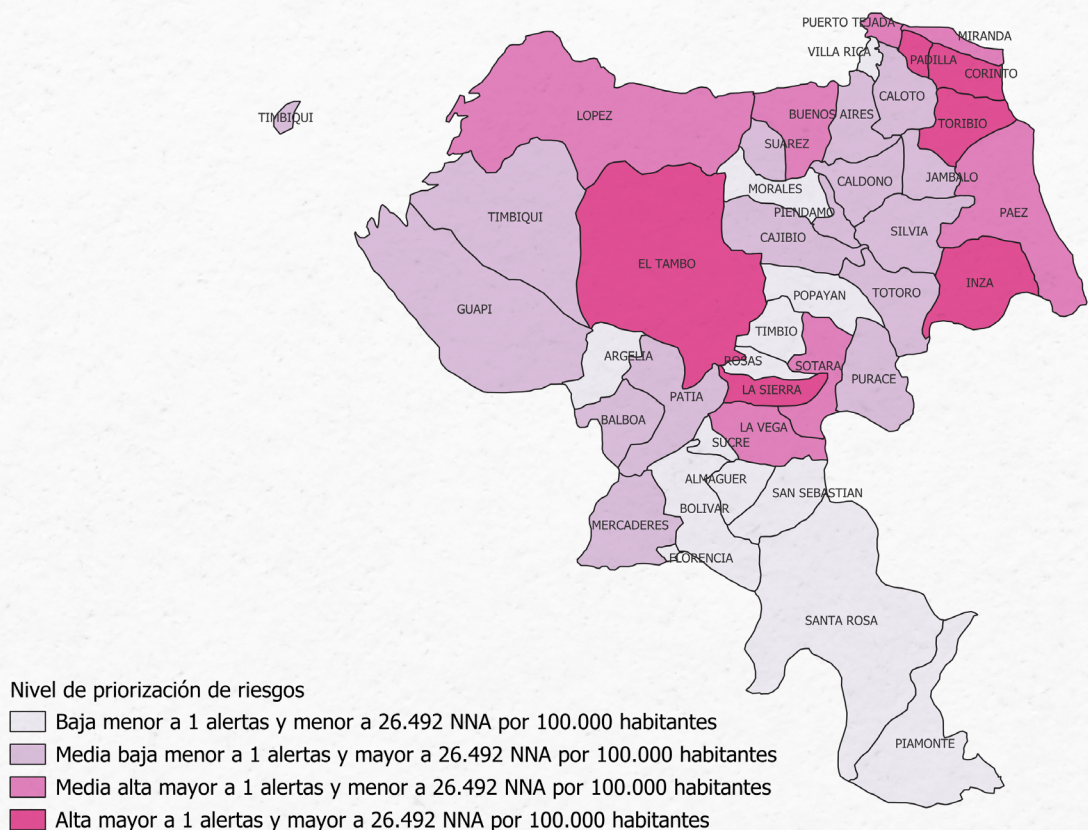 PUERTO TEJADA
MIRANDA
VILLA RICA
PADILLA
CORINTO
CALOTO
TIMBIQUI
LOPEZ
BUENOS AIRES
TORIBIO
SUAREZ
JAMBALO
CALDONO
MORALES
PIENDAMO
PAEZ
TIMBIQUI
SILVIA
CAJIBIO
EL TAMBO
INZA
TOTORO
POPAYAN
GUAPI
TIMBIO
ARGELIA
ROSAS
SOTARA
PURACE
LA SIERRA
PATIA
BALBOA
LA VEGA
SUCRE
ALMAGUER
SAN SEBASTIAN
BOLIVAR
MERCADERES
FLORENCIA
SANTA ROSA
PIAMONTE
Nivel de priorización de riesgos
Baja menor a 1 alertas y menor a 26.492 NNA por 100.000 habitantes
Media baja menor a 1 alertas y mayor a 26.492 NNA por 100.000 habitantes
Media alta mayor a 1 alertas y menor a 26.492 NNA por 100.000 habitantes
Alta mayor a 1 alertas y mayor a 26.492 NNA por 100.000 habitantes